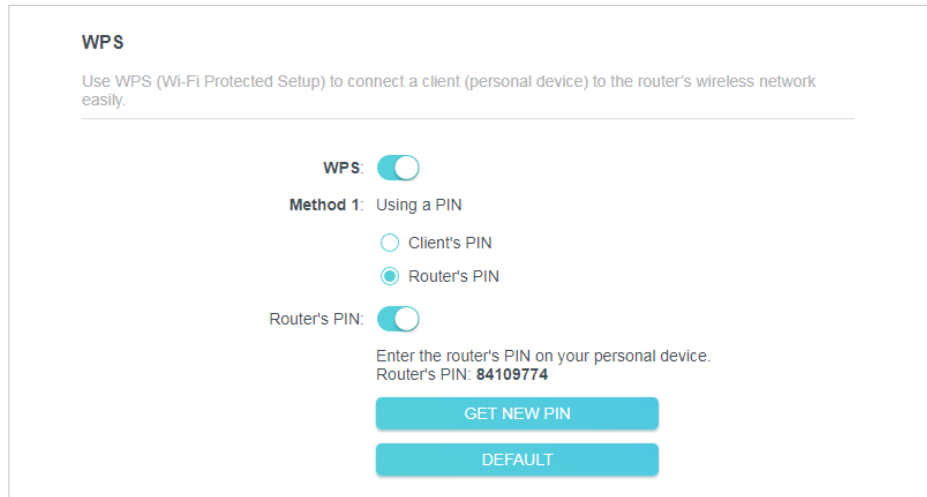 WPS
Use WPS (Wi-Fi Protected Setup) to connect a client (personal device) to the router's wireless network
easily.
WPS:
Method 1: Using a PIN
Client's PIN
Router's PIN
Router's PIN:
Enter the router's PIN on your personal device.
Router's PIN: 84109774
GET NEW PIN
DEFAULT